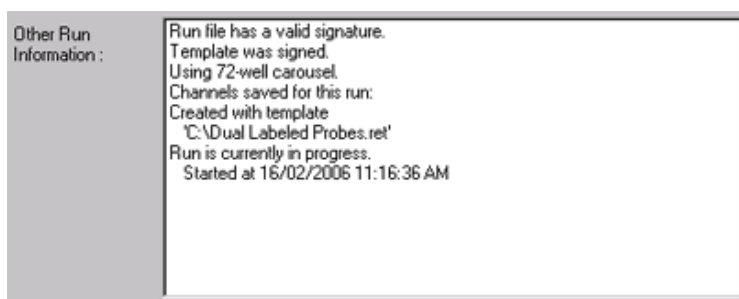 Other Run
Information :
Run file has a valid signature.
Template was signed.
Using 72-well carousel.
Channels saved for this run:
Created with template
'C:\Dual Labeled Probes.ret'
Run is currently in progress.
Started at 16/02/2006 11:16:36 AM